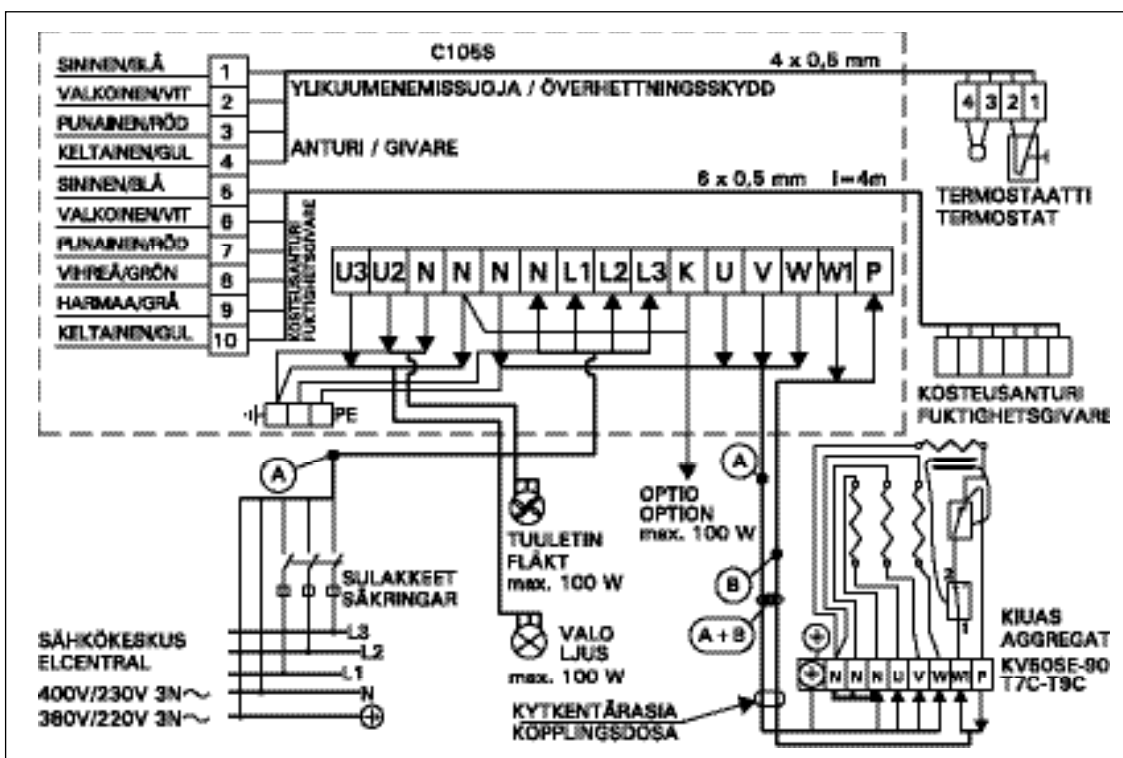 C105S
SININEN/BLÅ 1
VALKOINEN/VIT 2
PUNAINEN/RÖD 3
KELTAINEN/GUL 4
SININEN/BLÅ 5
VALKOINEN/VIT 6
PUNAINEN/RÖD 7
VIHREÄ/GRÖN 8
HARMAA/GRÅ 9
KELTAINEN/GUL 10
YLIKUUMENEMISSUOJA / ÖVERHETTNINGSSKYDD
ANTURI / GIVARE
4 x 0,5 mm
4 3 2 1
TERMOSTAATTI
TERMOSTAT
6 x 0,5 mm l=4m
KOSTEUSANTURI
FUKTIGHETSGIVARE
U3 U2 N N N N L1 L2 L3 K U V W W1 P
KOSTEUSANTURI
FUKTIGHETSGIVARE
PE
A
A
B
A + B
OPTIO
OPTION
max. 100 W
TUULETIN
FLÄKT
max. 100 W
VALO
LJUS
max. 100 W
SULAKKEET
SÄKRINGAR
SÄHKÖKESKUS
ELCENTRAL
L3
L2
L1
400V/230V 3N~ N
380V/220V 3N~
KYTKENTÄRASIA
KOPPLINGSDOSA
KIUAS
AGGREGAT
KV50SE-90
T7C-T9C
N N N U V W W1 P
2
1